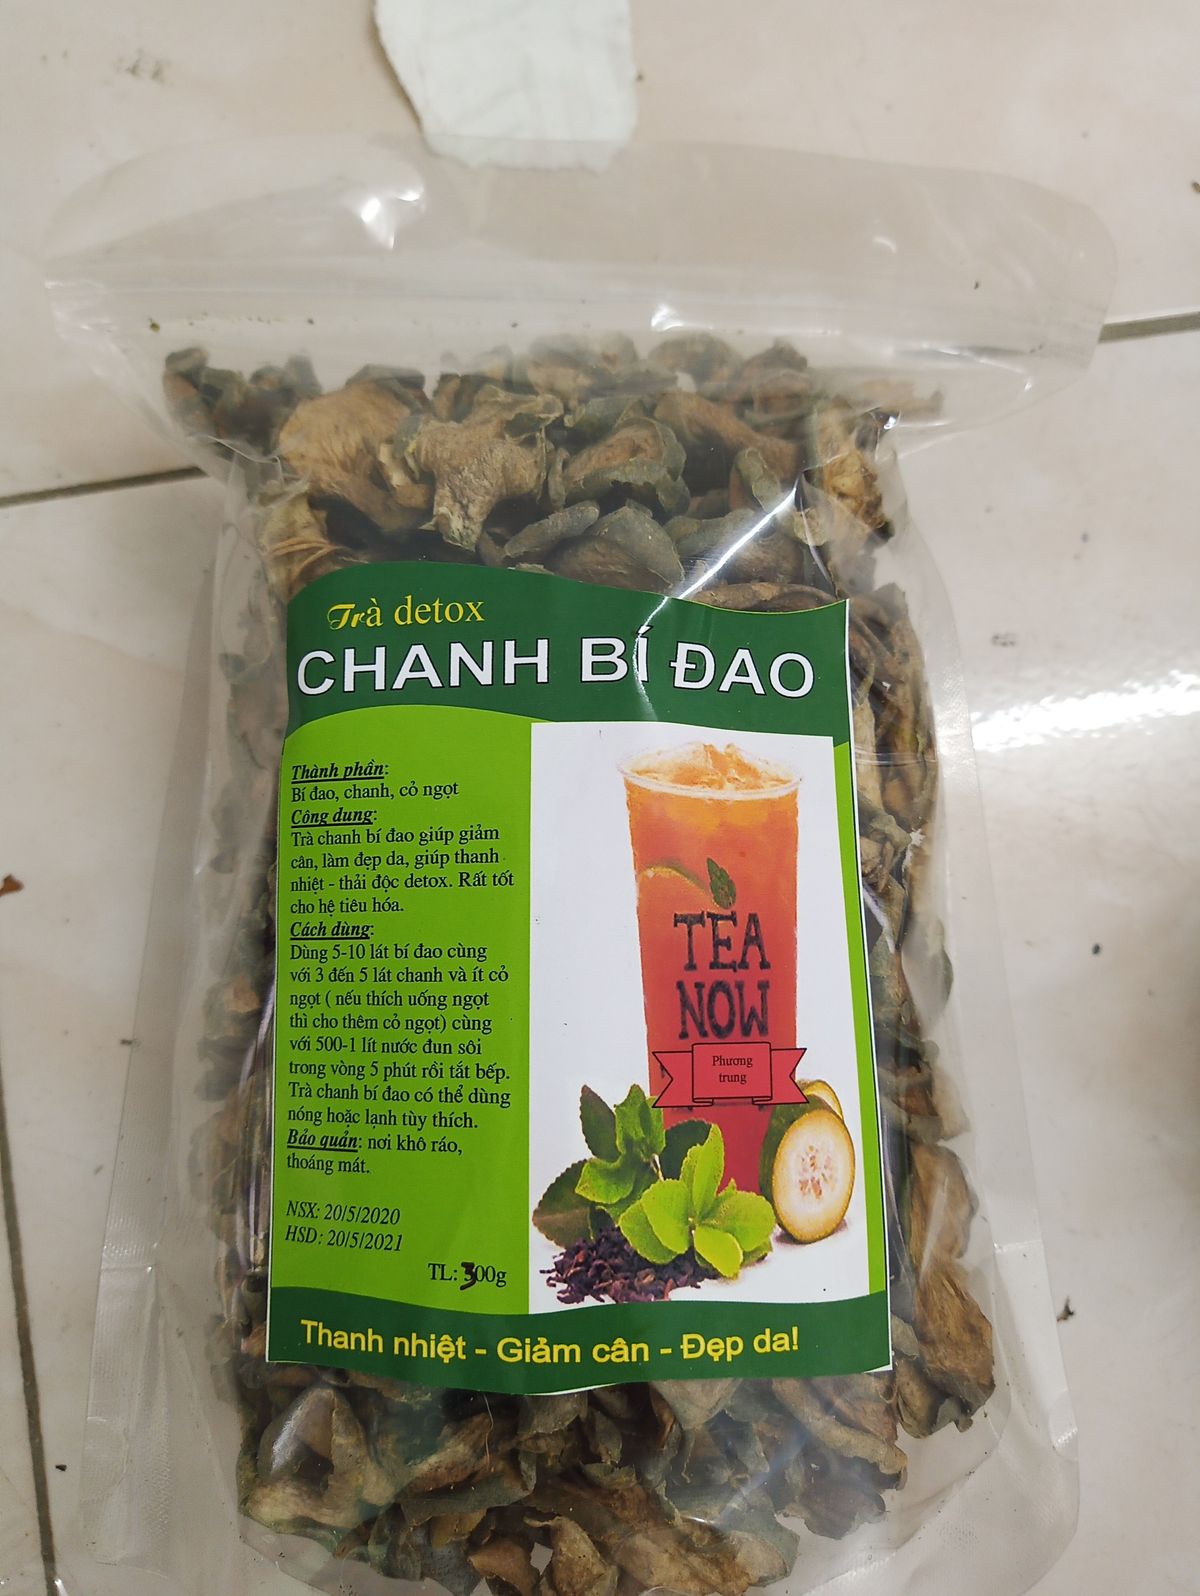 Trà detox
CHANH BÍ ĐAO
Thành phần:
Bí đao, chanh, cỏ ngọt
Công dung:
Trà chanh bí đao giúp giảm
cân, làm đẹp da, giúp thanh
nhiệt - thải độc detox. Rất tốt
cho hệ tiêu hóa.
Cách dùng:
Dùng 5-10 lát bí đao cùng
với 3 đến 5 lát chanh và ít cỏ
ngọt ( nếu thích uống ngọt
thì cho thêm cỏ ngọt) cùng
với 500-1 lít nước đun sôi
trong vòng 5 phút rồi tắt bếp.
Trà chanh bí đao có thể dùng
nóng hoặc lạnh tùy thích.
Bảo quản: nơi khô ráo,
thoáng mát.
NSX: 20/5/2020
HSD: 20/5/2021
TL: 300g
TEA
NOW
Phương
trung
Thanh nhiệt - Giảm cân - Đẹp da!